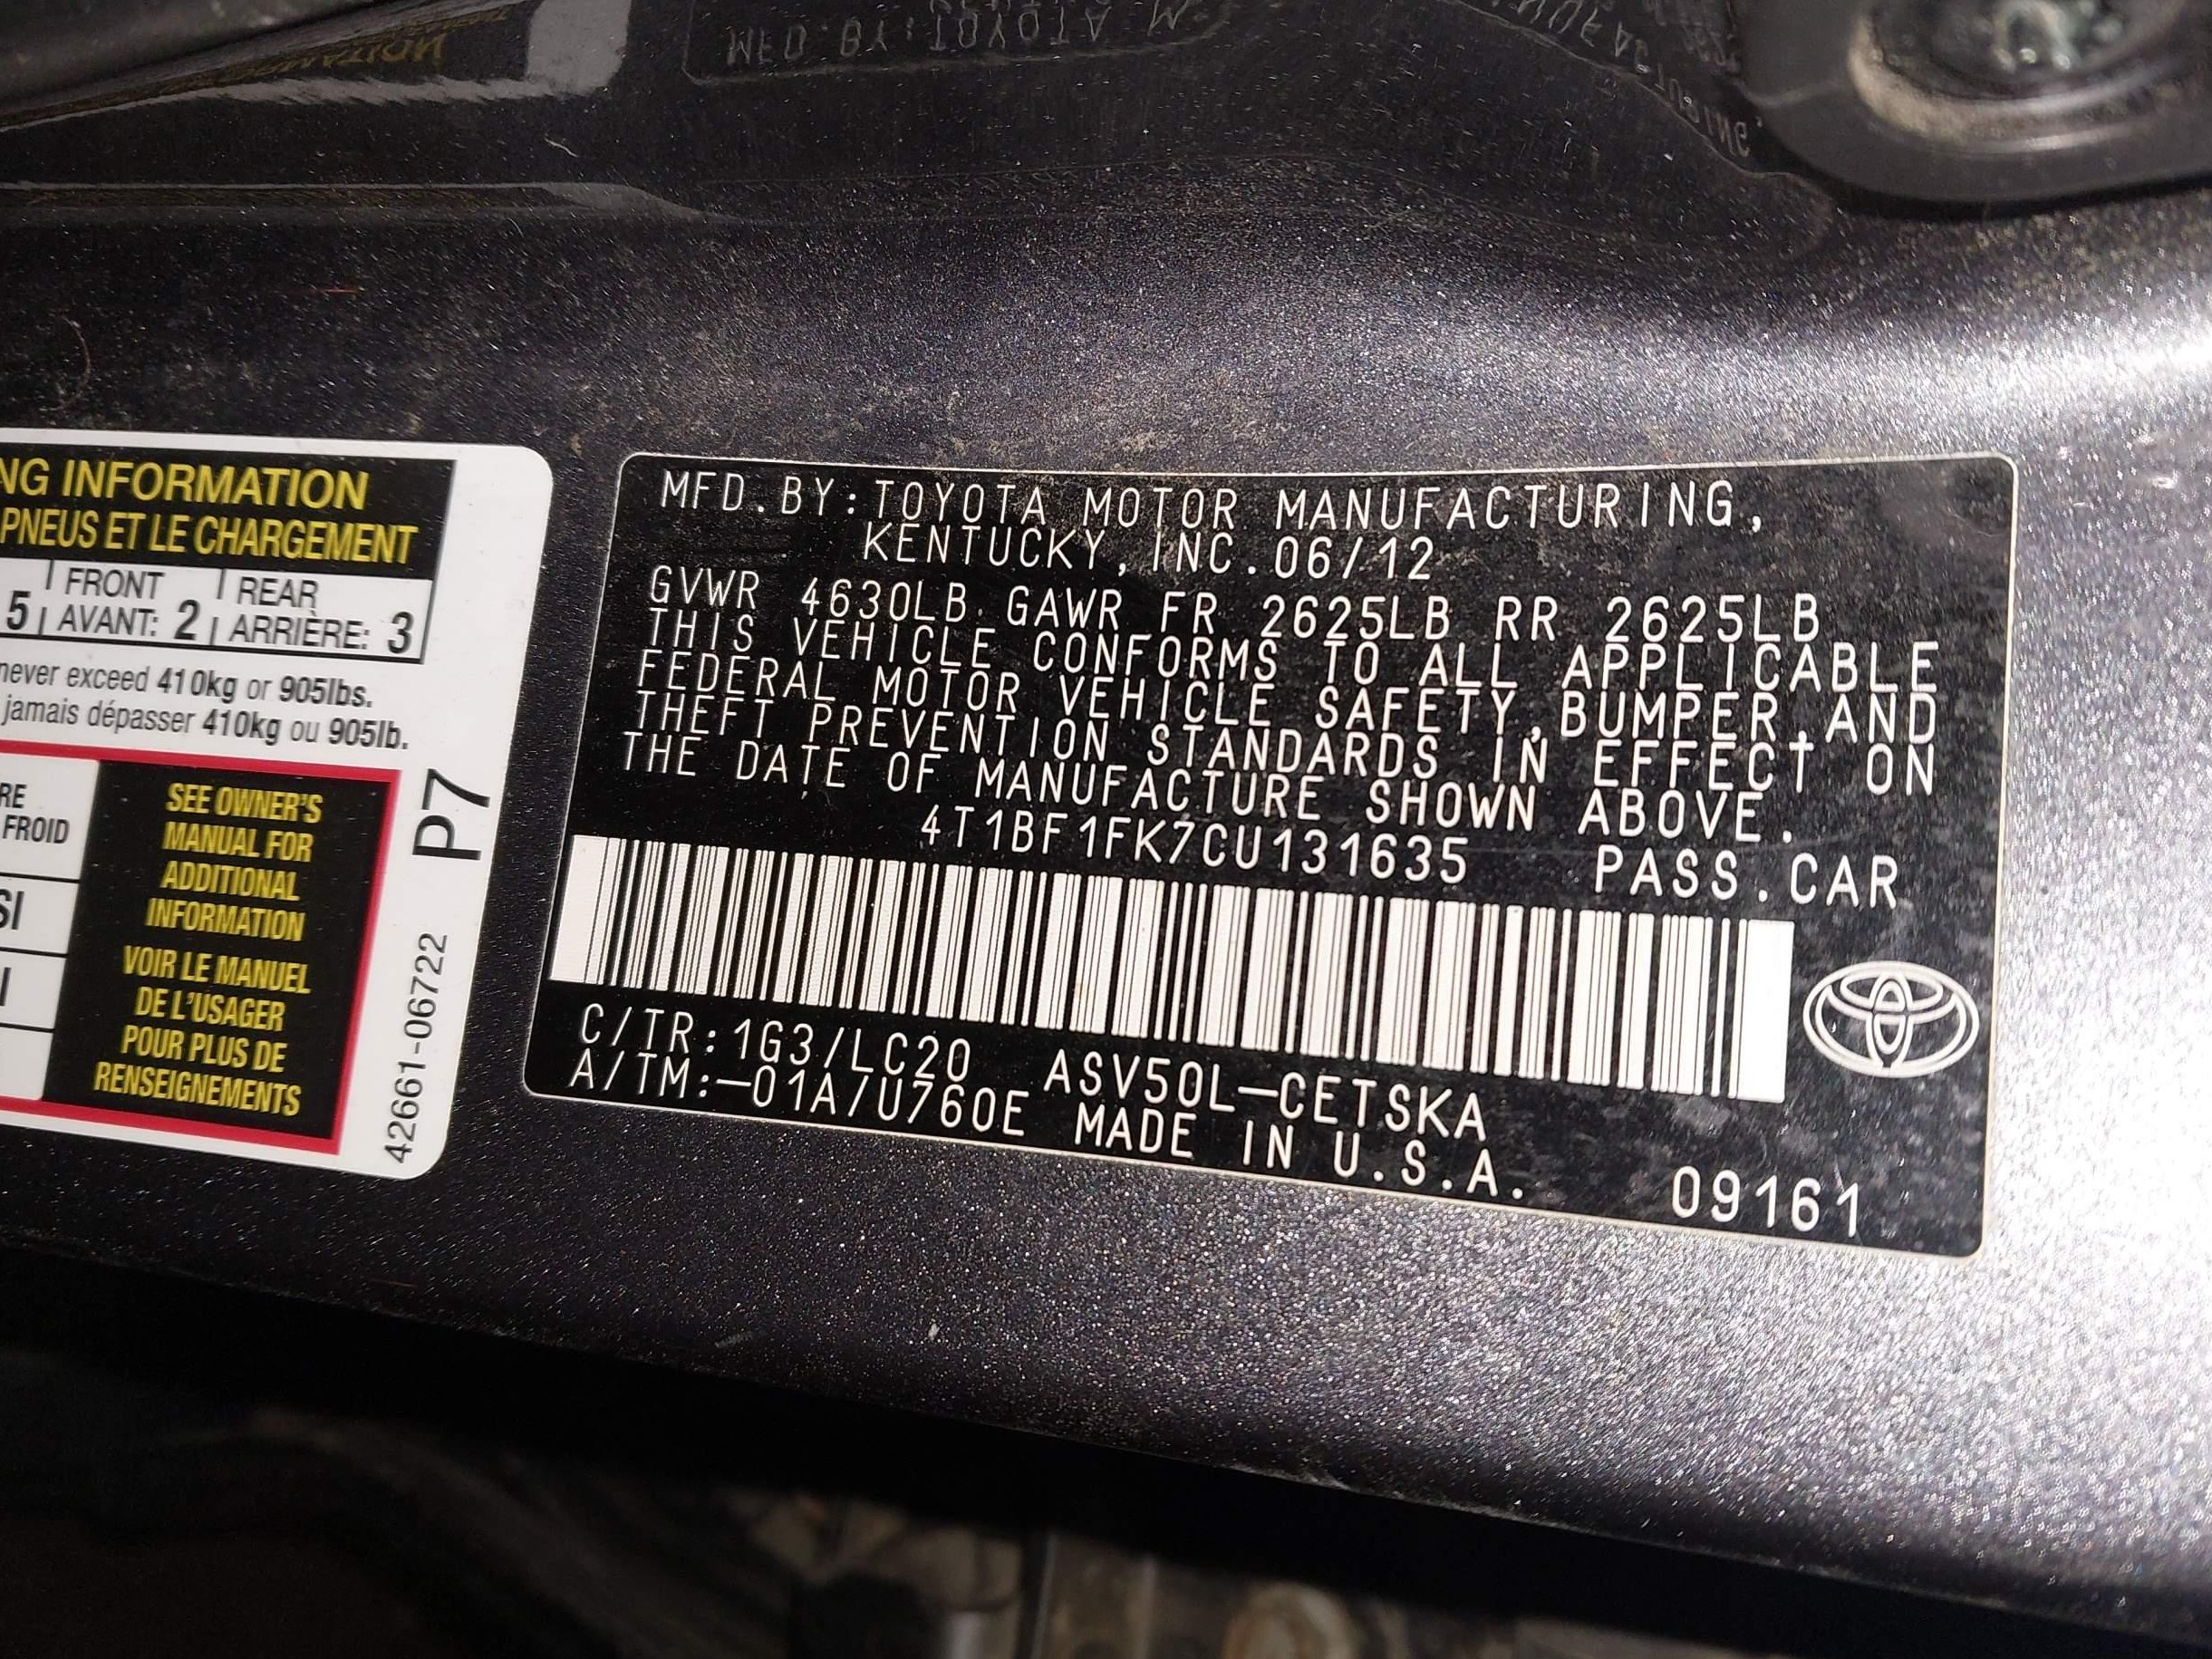 NG INFORMATION
PNEUS ET LE CHARGEMENT
5 FRONT AVANT: 2 REAR ARRIÈRE: 3
never exceed 410kg or 905lbs.
jamais dépasser 410kg ou 905lb.
RE
FROID
SI
I
SEE OWNER'S
MANUAL FOR
ADDITIONAL
INFORMATION
VOIR LE MANUEL
DE L'USAGER
POUR PLUS DE
RENSEIGNEMENTS
P7
42661-06722
MFD.BY:TOYOTA MOTOR MANUFACTURING,
KENTUCKY, INC.06/12
GVWR 4630LB.GAWR FR 2625LB RR 2625LB
THIS VEHICLE CONFORMS TO ALL APPLICABLE
FEDERAL MOTOR VEHICLE SAFETY,BUMPER,AND
THEFT PREVENTION STANDARDS IN EFFECT ON
THE DATE OF MANUFACTURE SHOWN ABOVE.
4T1BF1FK7CU131635 PASS.CAR
C/TR:1G3/LC20 ASV50L-CETSKA
A/TM:-01A/U760E MADE IN U.S.A.
09161